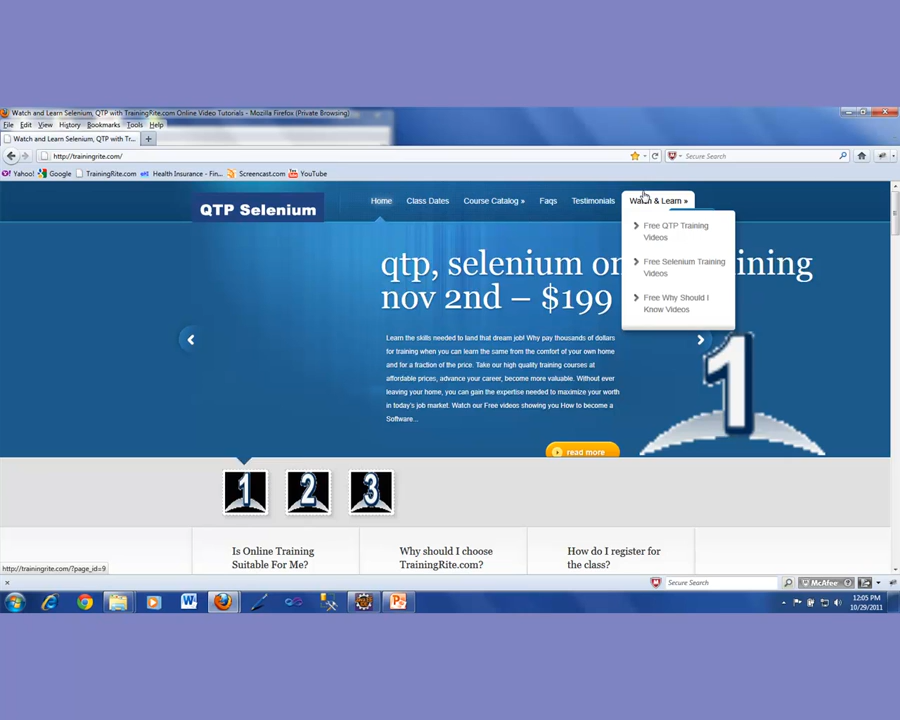 Watch and Learn Selenium, QTP with TrainingRite.com Online Video Tutorials - Mozilla Firefox (Private Browsing)
File Edit View History Bookmarks Tools Help
Watch and Learn Selenium, QTP with Tr...
http://trainingrite.com/
Secure Search
Yahoo! Google TrainingRite.com Health Insurance - Fin... Screencast.com YouTube
QTP Selenium
Home Class Dates Course Catalog » Faqs Testimonials Watch & Learn »
Free QTP Training
Videos
Free Selenium Training
Videos
Free Why Should I
Know Videos
qtp, selenium on ining
nov 2nd – $199
Learn the skills needed to land that dream job! Why pay thousands of dollars
for training when you can learn the same from the comfort of your own home
and for a fraction of the price. Take our high quality training courses at
affordable prices, advance your career, become more valuable. Without ever
leaving your home, you can gain the expertise needed to maximize your worth
in today's job market. Watch our Free videos showing you How to become a
Software...
read more
1
1 2 3
Is Online Training
Suitable For Me?
Why should I choose
TrainingRite.com?
How do I register for
the class?
http://trainingrite.com/?page_id=9
Secure Search
McAfee
12:05 PM
10/29/2011